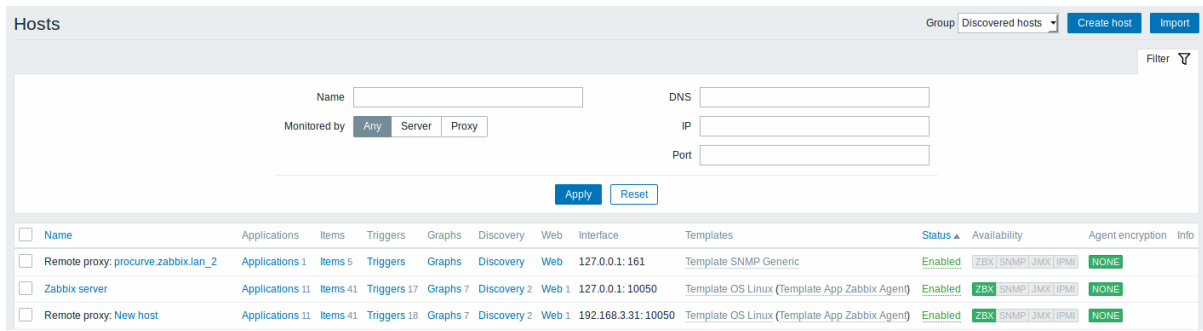 Hosts Group Discovered hosts Create host Import
Filter
Name DNS
Monitored by Any Server Proxy IP
Port
Apply Reset
Name Applications Items Triggers Graphs Discovery Web Interface Templates Status Availability Agent encryption Info
Remote proxy: procurve.zabbix.lan_2 Applications 1 Items 5 Triggers Graphs Discovery Web 127.0.0.1: 161 Template SNMP Generic Enabled ZBX SNMP JMX IPMI NONE
Zabbix server Applications 11 Items 41 Triggers 17 Graphs 7 Discovery 2 Web 1 127.0.0.1: 10050 Template OS Linux (Template App Zabbix Agent) Enabled ZBX SNMP JMX IPMI NONE
Remote proxy: New host Applications 11 Items 41 Triggers 18 Graphs 7 Discovery 2 Web 1 192.168.3.31: 10050 Template OS Linux (Template App Zabbix Agent) Enabled ZBX SNMP JMX IPMI NONE